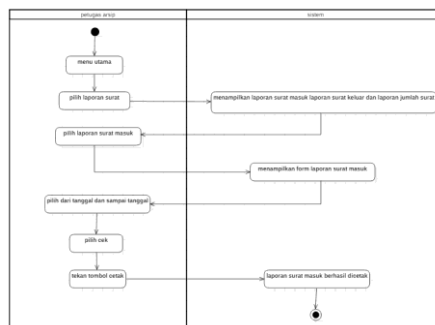 petugas arsip
sistem
menu utama
pilih laporan surat
menampilkan laporan surat masuk laporan surat keluar dan laporan jumlah surat
pilih laporan surat masuk
menampilkan form laporan surat masuk
pilih dari tanggal dan sampai tanggal
pilih cek
tekan tombol cetak
laporan surat masuk berhasil dicetak